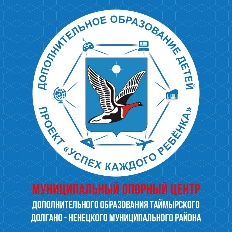 ДОПОЛНИТЕЛЬНОЕ ОБРАЗОВАНИЕ ДЕТЕЙ
ПРОЕКТ «УСПЕХ КАЖДОГО РЕБЁНКА»
МУНИЦИПАЛЬНЫЙ ОПОРНЫЙ ЦЕНТР
ДОПОЛНИТЕЛЬНОГО ОБРАЗОВАНИЯ ТАЙМЫРСКОГО
ДОЛГАНО - НЕНЕЦКОГО МУНИЦИПАЛЬНОГО РАЙОНА